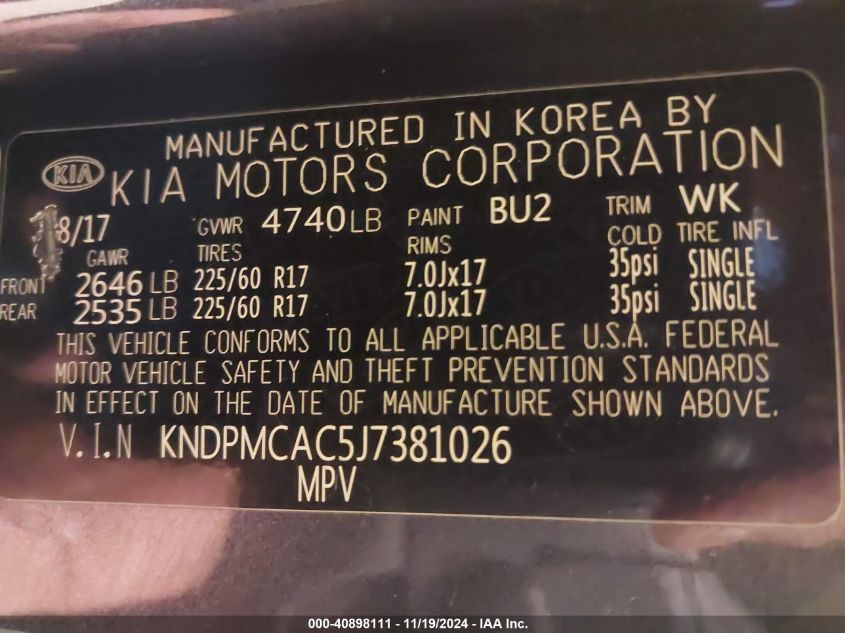 MANUFACTURED IN KOREA BY
KIA KIA MOTORS CORPORATION
8/17 GVWR 4740LB PAINT BU2 TRIM WK
GAWR TIRES RIMS COLD TIRE INFL
FRONT 2646 LB 225/60 R17 7.0Jx17 35psi SINGLE
REAR 2535 LB 225/60 R17 7.0Jx17 35psi SINGLE
THIS VEHICLE CONFORMS TO ALL APPLICABLE U.S.A. FEDERAL
MOTOR VEHICLE SAFETY AND THEFT PREVENTION STANDARDS
IN EFFECT ON THE DATE OF MANUFACTURE SHOWN ABOVE.
V.I.N KNDPMCAC5J7381026
MPV
000-40898111 - 11/19/2024 - IAA Inc.